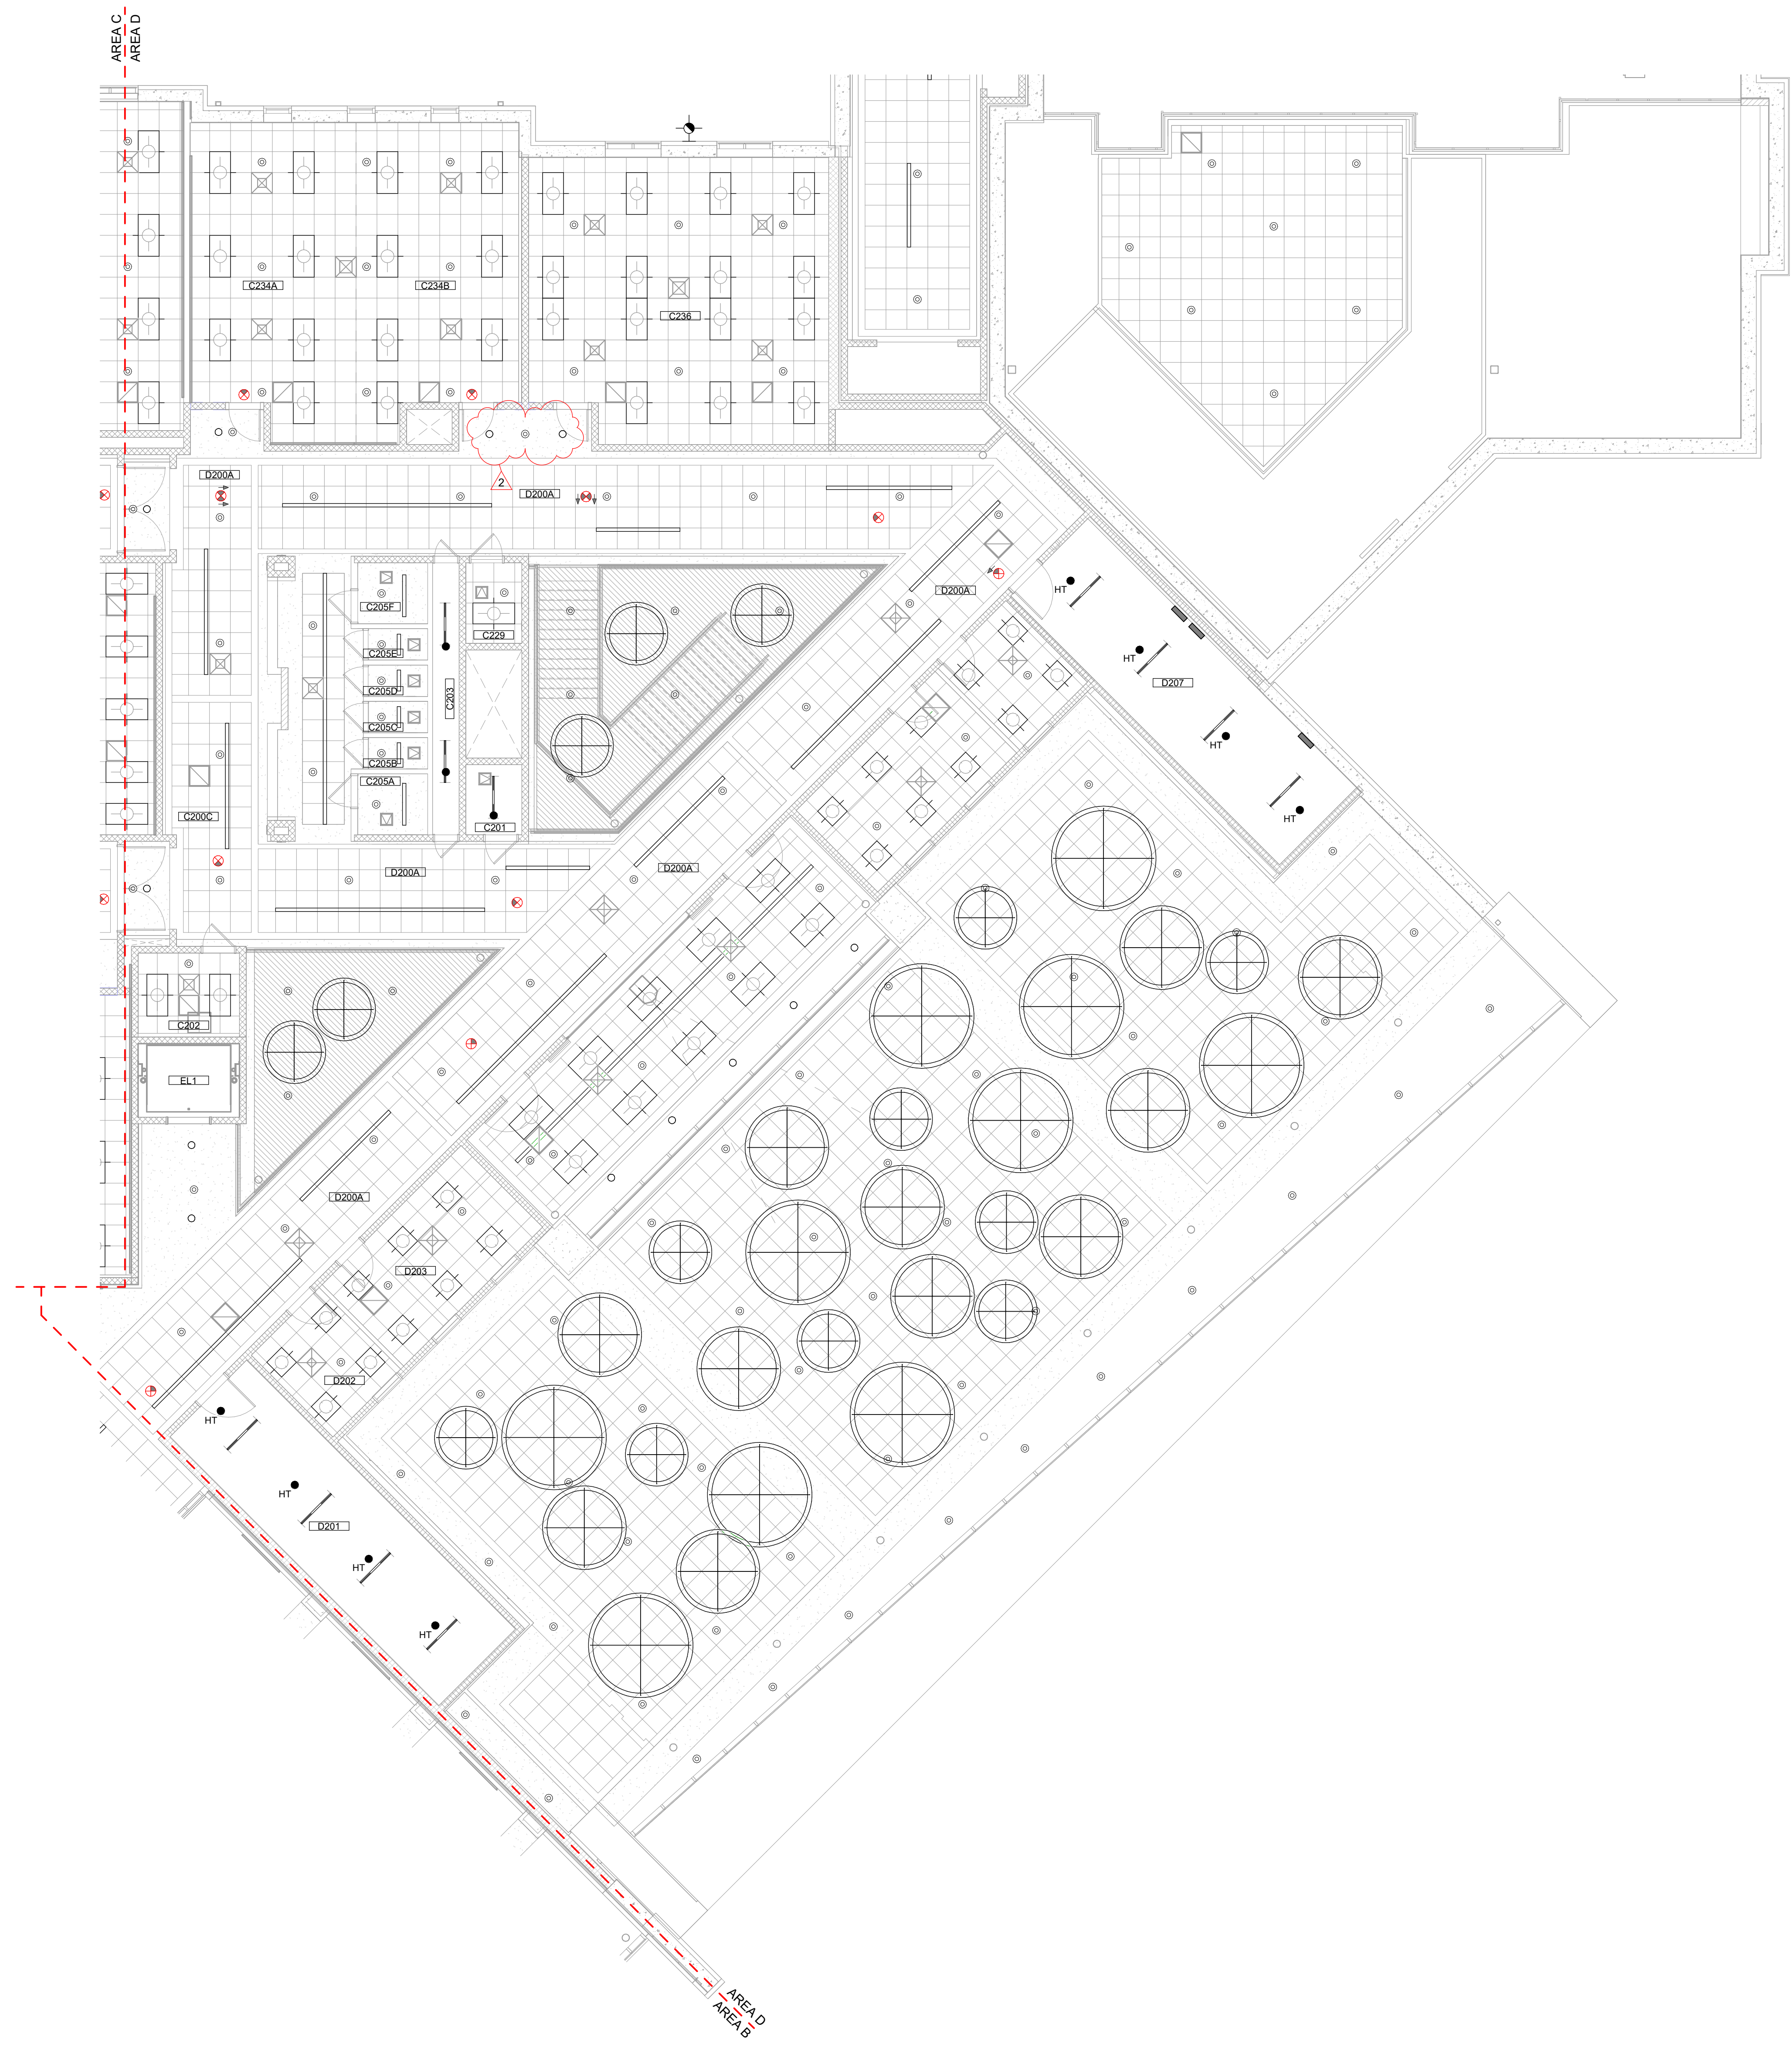 AREA C
AREA D
C234A
C234B
C236
D200A
2
D200A
C205F
C229
C205E
C205D
C203
C205C
C205B
C205A
C201
C200C
D200A
D200A
D200A
HT
HT
D207
HT
HT
C202
EL1
D200A
D203
D202
HT
HT
D201
HT
HT
AREA D
AREA B